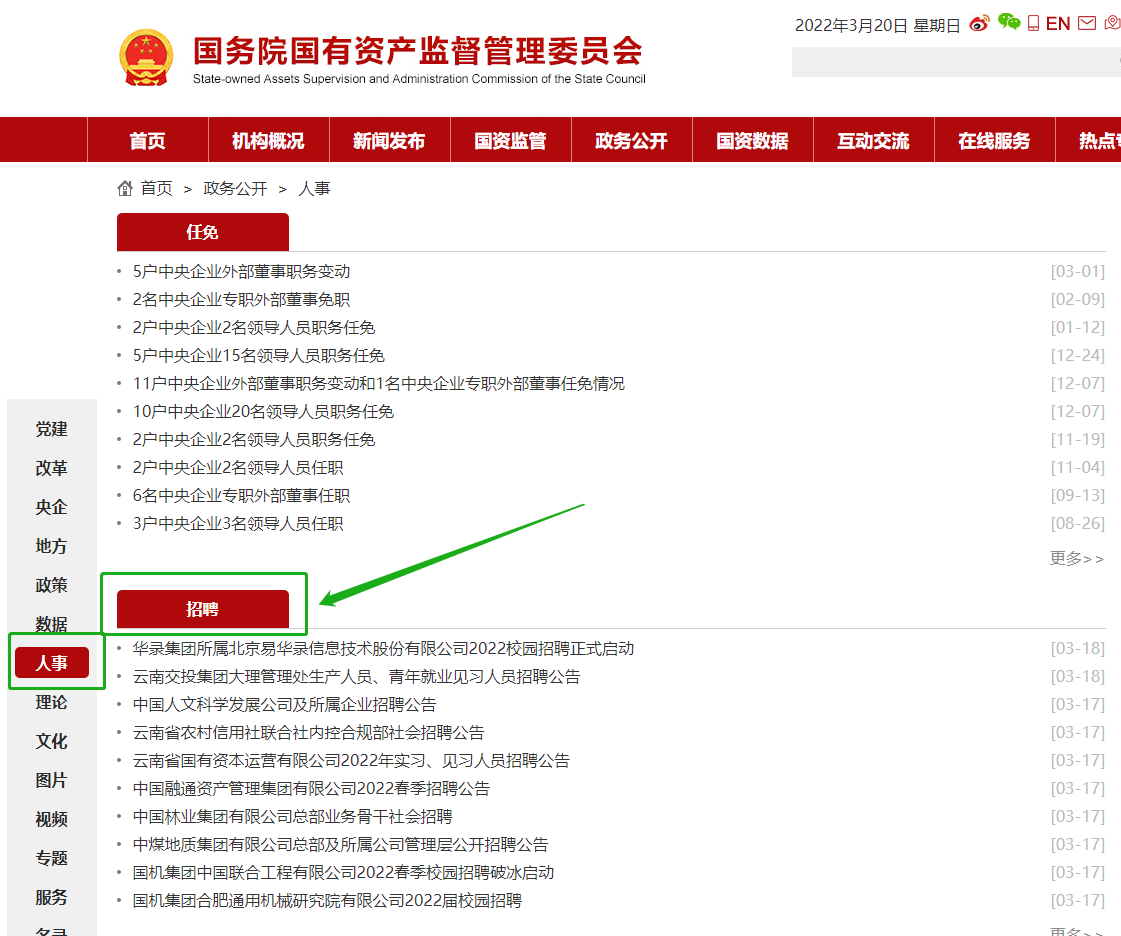 2022年3月20日 星期日 EN
国务院国有资产监督管理委员会
State-owned Assets Supervision and Administration Commission of the State Council
首页 机构概况 新闻发布 国资监管 政务公开 国资数据 互动交流 在线服务 热点
首页 > 政务公开 > 人事
任免
5户中央企业外部董事职务变动 [03-01]
2名中央企业专职外部董事免职 [02-09]
2户中央企业2名领导人员职务任免 [01-12]
5户中央企业15名领导人员职务任免 [12-24]
11户中央企业外部董事职务变动和1名中央企业专职外部董事任免情况 [12-07]
10户中央企业20名领导人员职务任免 [12-07]
2户中央企业2名领导人员职务任免 [11-19]
2户中央企业2名领导人员任职 [11-04]
6名中央企业专职外部董事任职 [09-13]
3户中央企业3名领导人员任职 [08-26]
更多>>
招聘
华录集团所属北京易华录信息技术股份有限公司2022校园招聘正式启动 [03-18]
云南交投集团大理管理处生产人员、青年就业见习人员招聘公告 [03-18]
中国人文科学发展公司及所属企业招聘公告 [03-17]
云南省农村信用社联合社内控合规部社会招聘公告 [03-17]
云南省国有资本运营有限公司2022年实习、见习人员招聘公告 [03-17]
中国融通资产管理集团有限公司2022春季招聘公告 [03-17]
中国林业集团有限公司总部业务骨干社会招聘 [03-17]
中煤地质集团有限公司总部及所属公司管理层公开招聘公告 [03-17]
国机集团中国联合工程有限公司2022春季校园招聘破冰启动 [03-17]
国机集团合肥通用机械研究院有限公司2022届校园招聘 [03-17]
更多>>
党建
改革
央企
地方
政策
数据
人事
理论
文化
图片
视频
专题
服务
名录